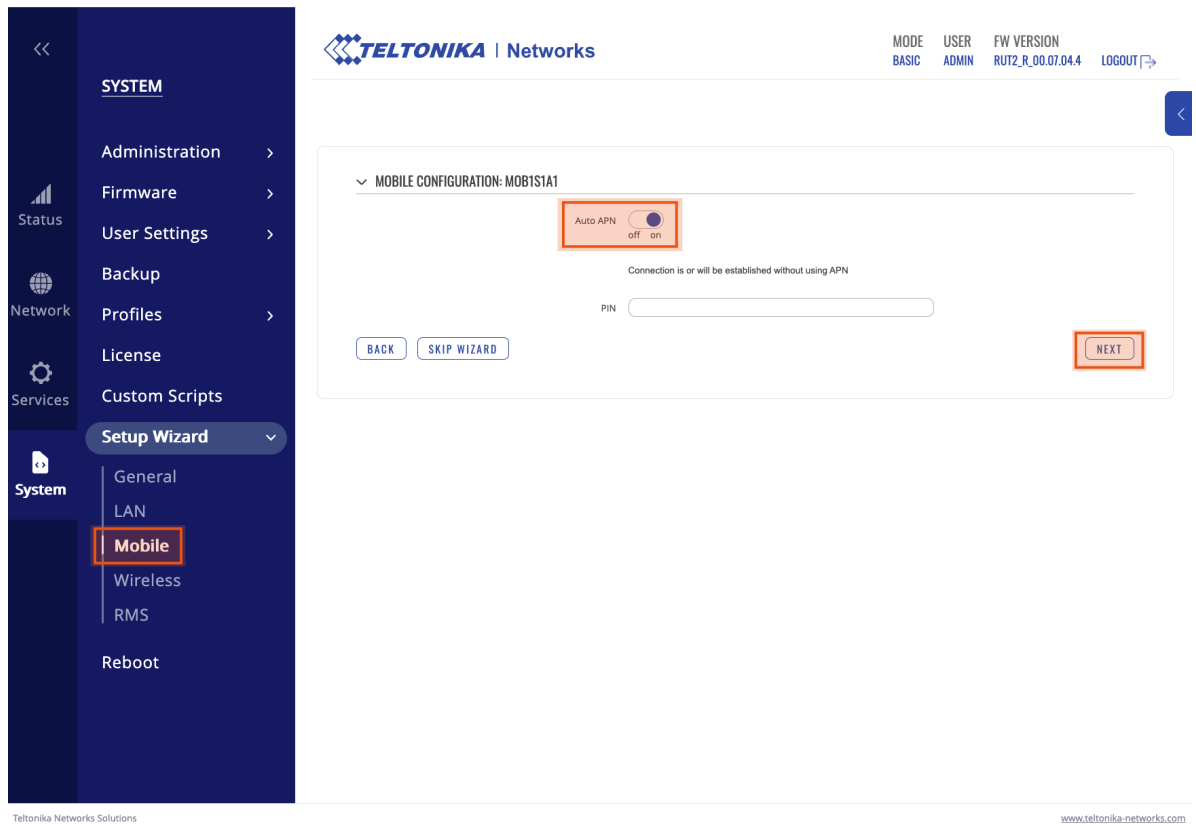 TELTONIKA | Networks
MODE USER FW VERSION
BASIC ADMIN RUT2_R_00.07.04.4 LOGOUT
SYSTEM
Administration
Firmware
User Settings
Backup
Profiles
License
Custom Scripts
Setup Wizard
General
LAN
Mobile
Wireless
RMS
Reboot
Status
Network
Services
System
MOBILE CONFIGURATION: MOB1S1A1
Auto APN
off on
Connection is or will be established without using APN
PIN
BACK SKIP WIZARD NEXT
Teltonika Networks Solutions www.teltonika-networks.com